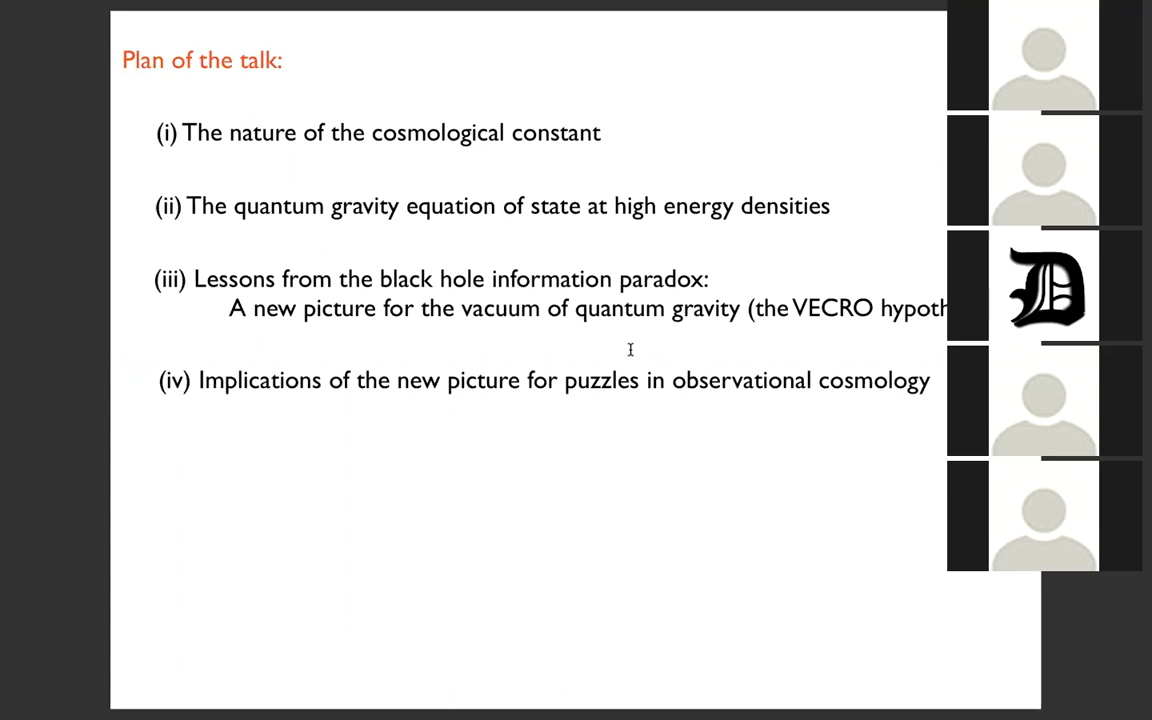 Plan of the talk:
(i) The nature of the cosmological constant
(ii) The quantum gravity equation of state at high energy densities
(iii) Lessons from the black hole information paradox:
A new picture for the vacuum of quantum gravity (the VECRO hypoth
(iv) Implications of the new picture for puzzles in observational cosmology
D